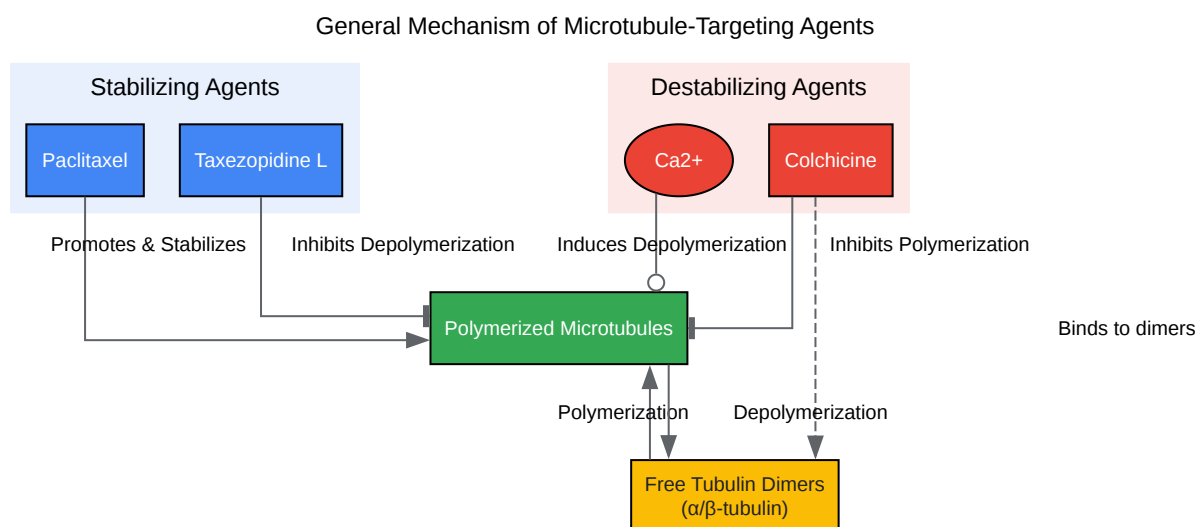 General Mechanism of Microtubule-Targeting Agents
Stabilizing Agents
Destabilizing Agents
Paclitaxel
Taxezopidine L
Ca2+
Colchicine
Promotes & Stabilizes
Inhibits Depolymerization
Induces Depolymerization
Inhibits Polymerization
Polymerized Microtubules
Binds to dimers
Polymerization
Depolymerization
Free Tubulin Dimers
(α/β-tubulin)